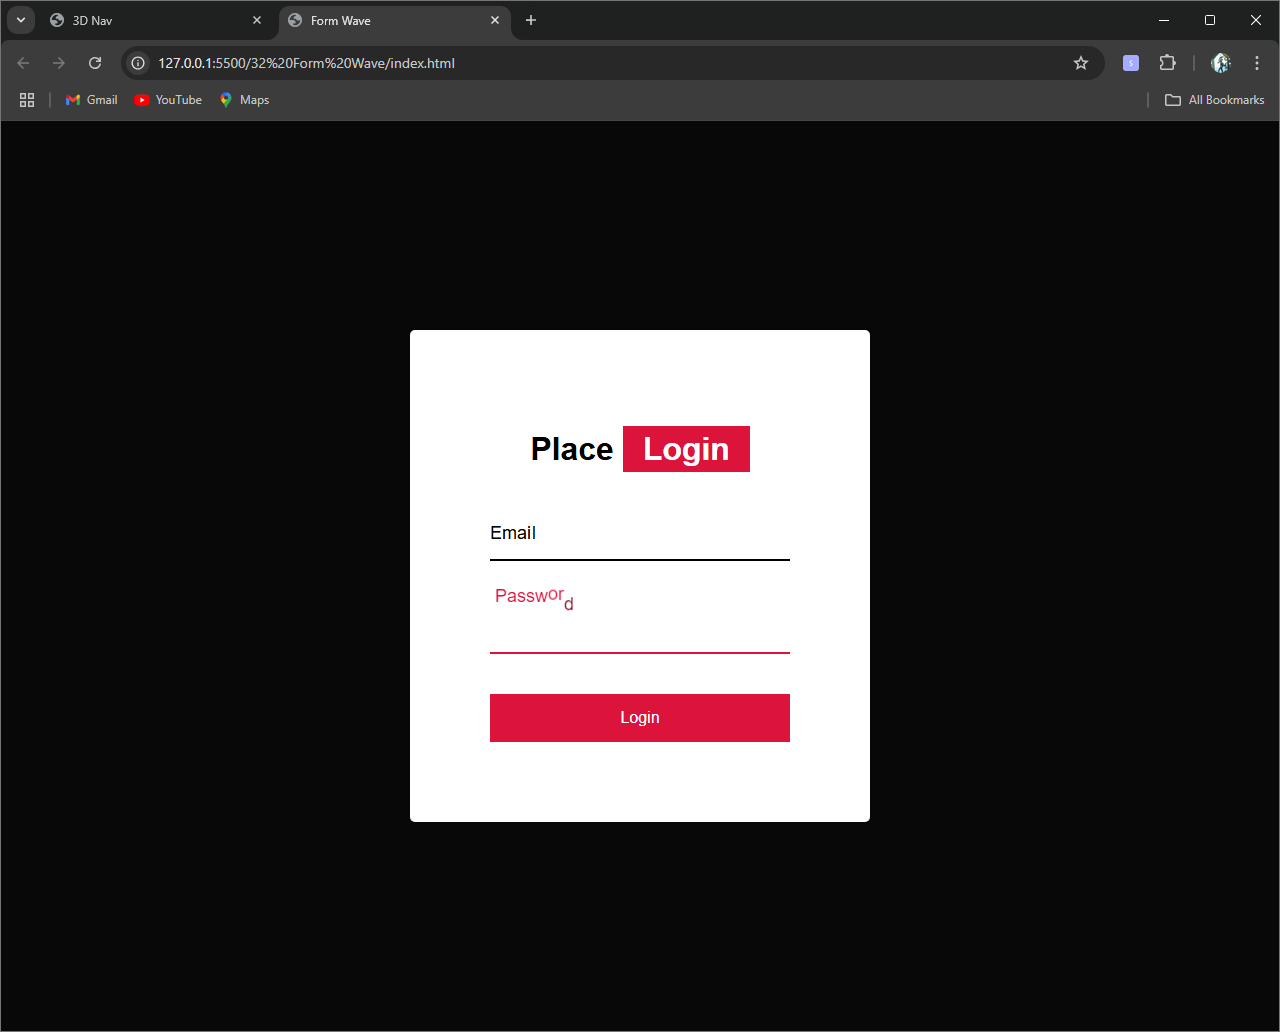 3D Nav
Form Wave
127.0.0.1:5500/32%20Form%20Wave/index.html
Gmail
YouTube
Maps
All Bookmarks
Place Login
Email
Password
Login